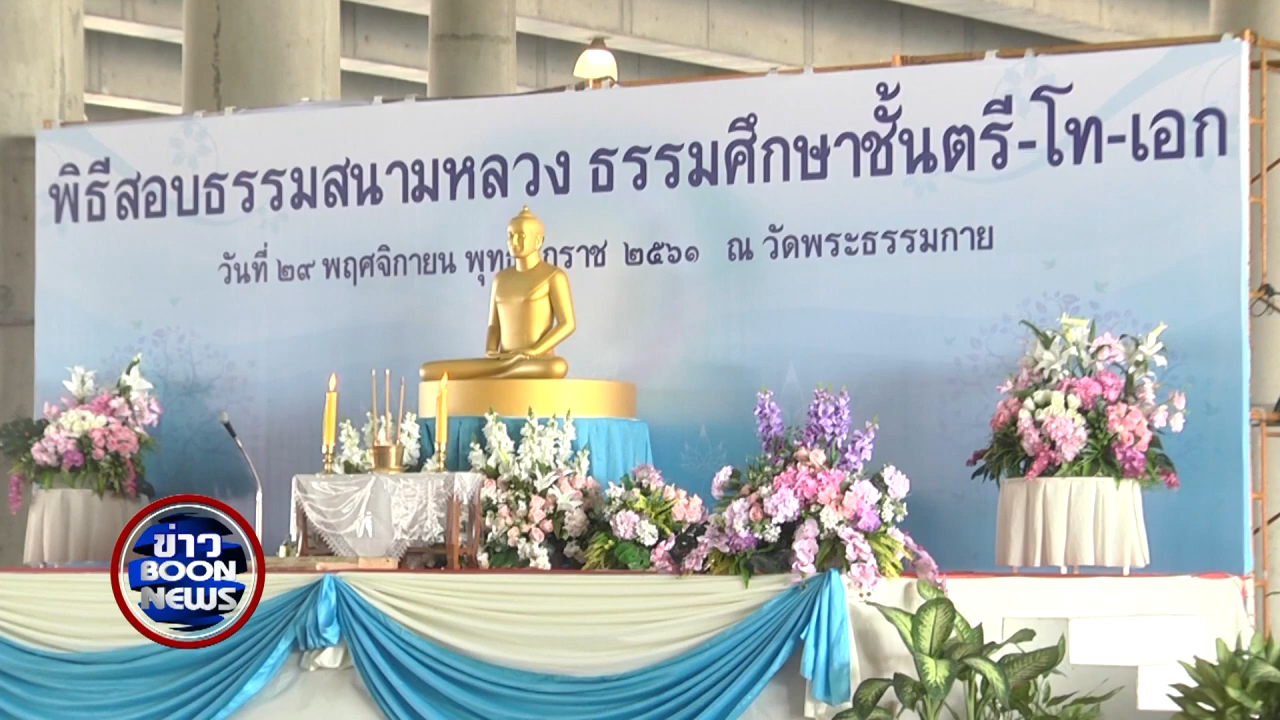 พิธีสอบธรรมสนามหลวง ธรรมศึกษาชั้นตรี-โท-เอก
วันที่ ๒๙ พฤศจิกายน ๒๕๖๑ ณ วัดพระธรรมกาย
ข่าว
BOON
NEWS